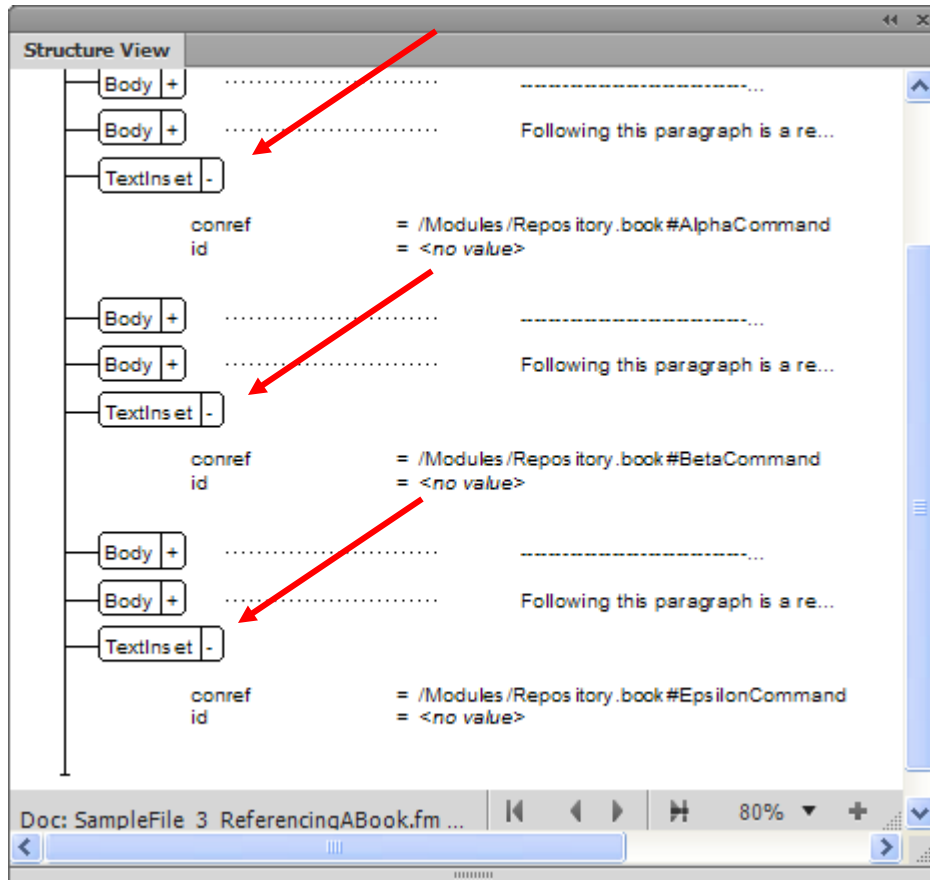 Structure View
Body + ---------------------------------...
Body + Following this paragraph is a re...
TextInset -
conref = /Modules/Repository.book#AlphaCommand
id = <no value>
Body + ---------------------------------...
Body + Following this paragraph is a re...
TextInset -
conref = /Modules/Repository.book#BetaCommand
id = <no value>
Body + ---------------------------------...
Body + Following this paragraph is a re...
TextInset -
conref = /Modules/Repository.book#EpsilonCommand
id = <no value>
Doc: SampleFile_3_ReferencingABook.fm ... 80%